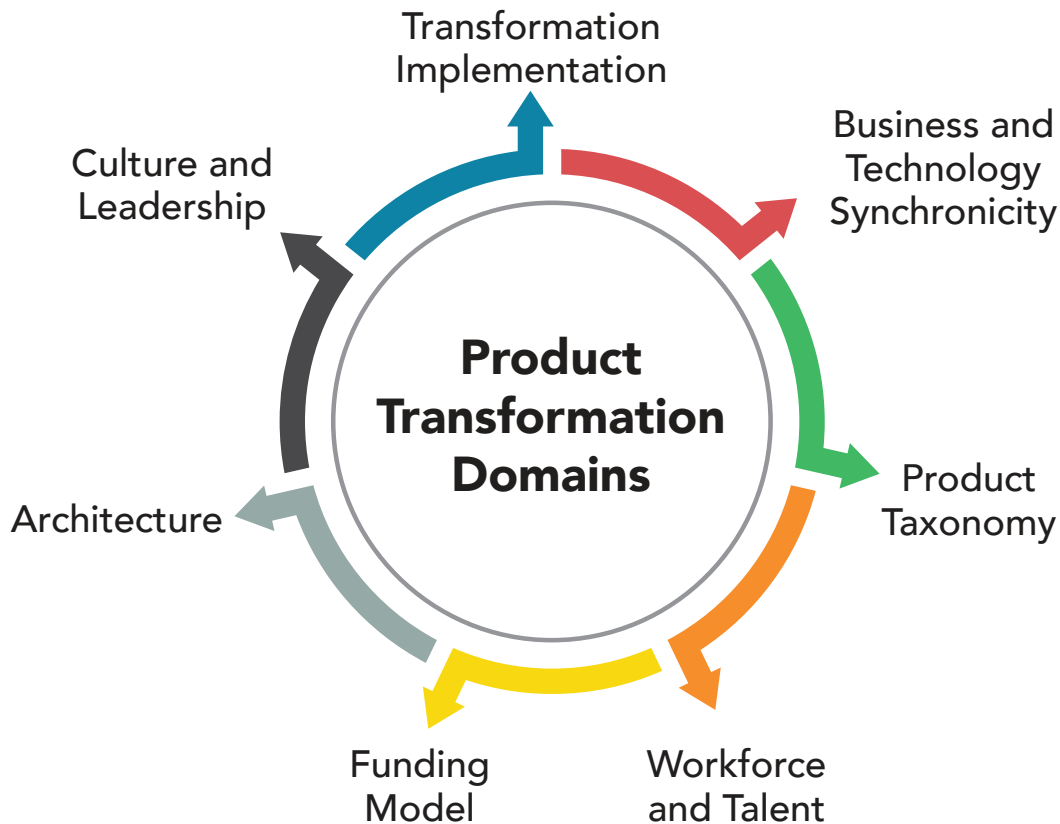 Transformation
Implementation
Business and
Technology
Synchronicity
Culture and
Leadership
Product
Transformation
Domains
Product
Taxonomy
Architecture
Funding
Model
Workforce
and Talent